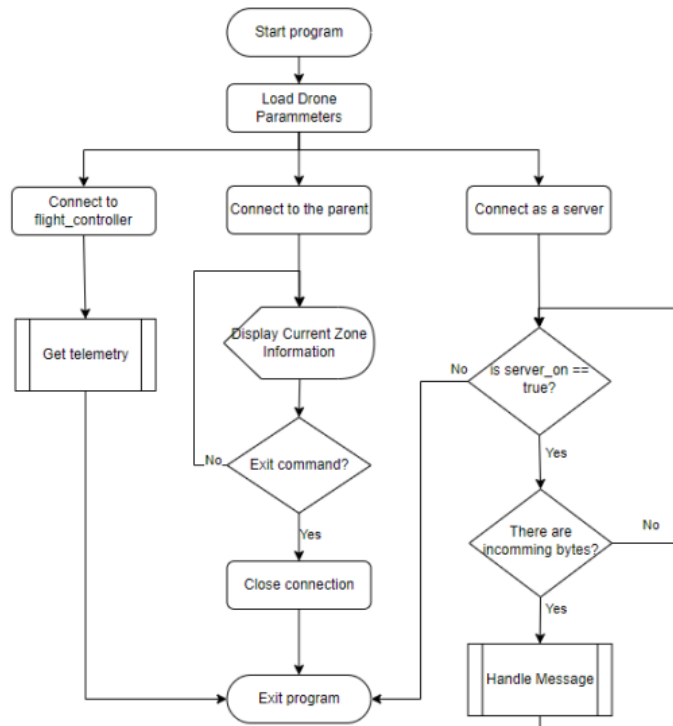 Start program
Load Drone
Parammeters
Connect to
flight_controller
Connect to the parent
Connect as a server
Get telemetry
Display Current Zone
Information
No
is server_on ==
true?
No
Exit command?
Yes
Yes
There are
incomming bytes?
No
Close connection
Yes
Exit program
Handle Message